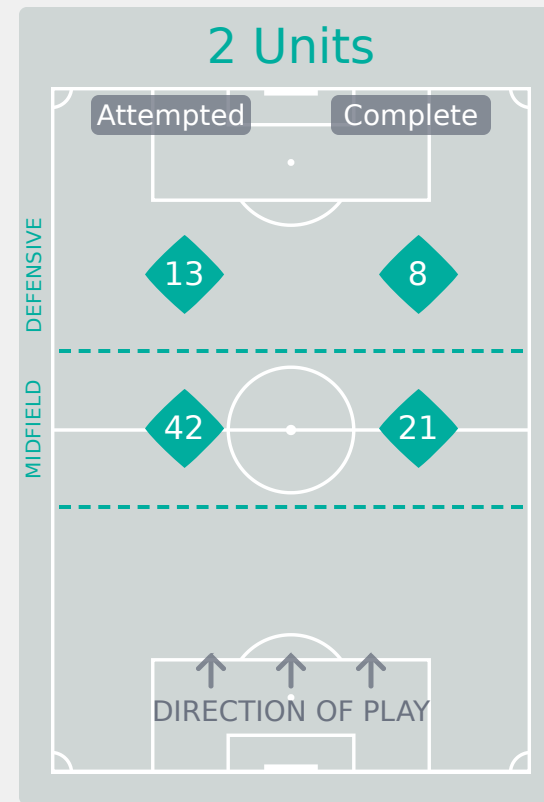 2 Units
Attempted
Complete
DEFENSIVE
13
8
MIDFIELD
42
21
DIRECTION OF PLAY